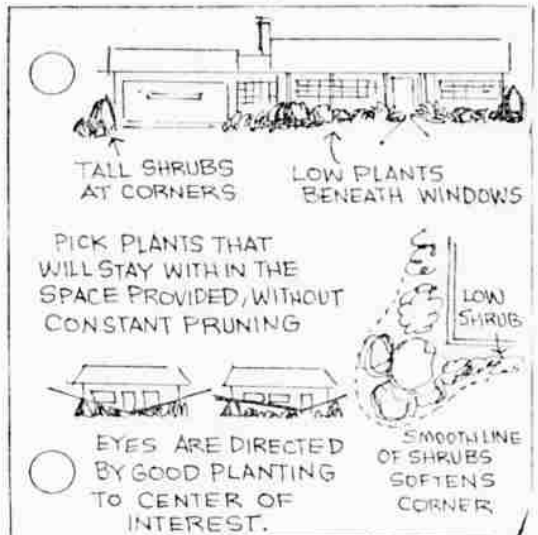 TALL SHRUBS
AT CORNERS
LOW PLANTS
BENEATH WINDOWS
PICK PLANTS THAT
WILL STAY WITH IN THE
SPACE PROVIDED, WITHOUT
CONSTANT PRUNING
LOW
SHRUB
EYES ARE DIRECTED
BY GOOD PLANTING
TO CENTER OF
INTEREST.
SMOOTH LINE
OF SHRUBS
SOFTENS
CORNER